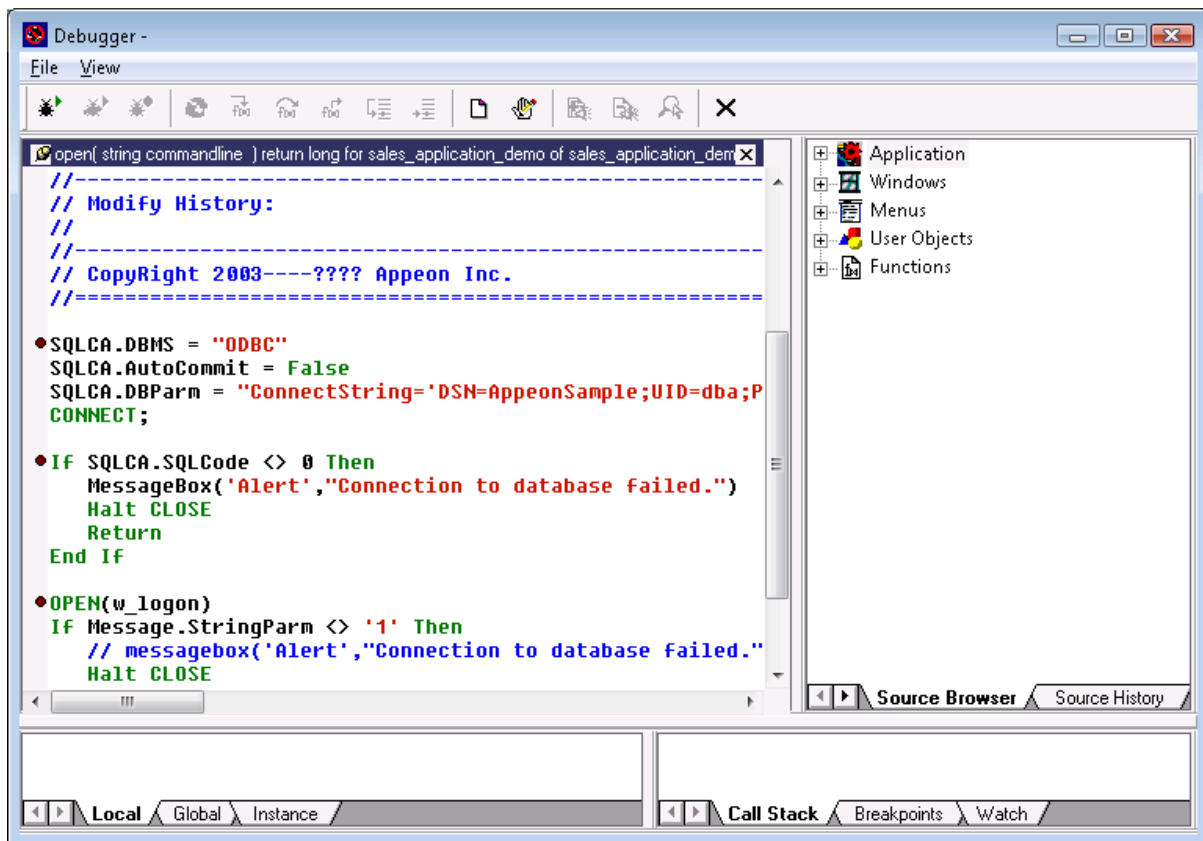 Debugger -
File View
open( string commandline ) return long for sales_application_demo of sales_application_dem
//---------------------------------------------------------
// Modify History:
//
//---------------------------------------------------------
// CopyRight 2003----???? Appeon Inc.
//=========================================================
SQLCA.DBMS = "ODBC"
SQLCA.AutoCommit = False
SQLCA.DBParm = "ConnectString='DSN=AppeonSample;UID=dba;P
CONNECT;
If SQLCA.SQLCode <> 0 Then
MessageBox('Alert',"Connection to database failed.")
Halt CLOSE
Return
End If
OPEN(w_logon)
If Message.StringParm <> '1' Then
// messagebox('Alert',"Connection to database failed."
Halt CLOSE
Application
Windows
Menus
User Objects
Functions
Source Browser Source History
Local Global Instance
Call Stack Breakpoints Watch